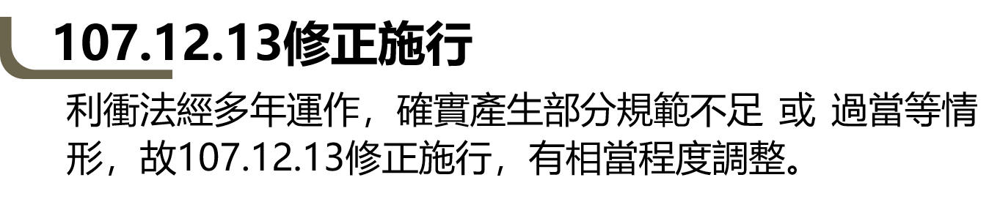 107.12.13修正施行
利衝法經多年運作，確實產生部分規範不足 或 過當等情
形，故107.12.13修正施行，有相當程度調整。